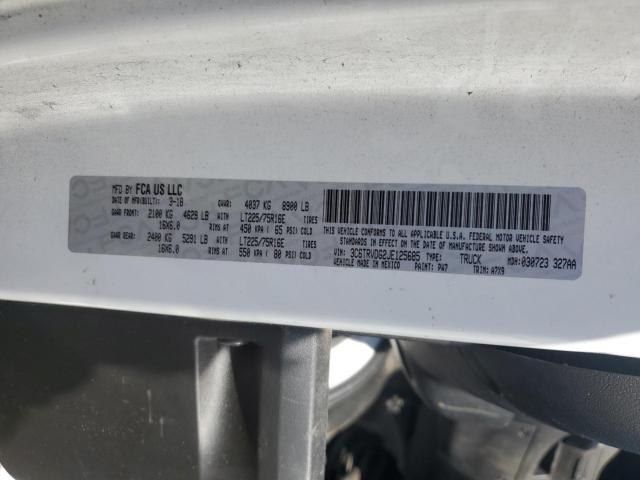 MFD BY FCA US LLC
DATE OF MFD(BUILT): 3-18 GVWR: 4037 KG 8900 LB
GAWR FRONT: 2100 KG 4629 LB WITH LT225/75R16E TIRES
16X6.0 RIMS AT 450 KPA ( 65 PSI) COLD
GAWR REAR: 2400 KG 5291 LB WITH LT225/75R16E TIRES
16X6.0 RIMS AT 550 KPA ( 80 PSI) COLD
THIS VEHICLE CONFORMS TO ALL APPLICABLE U.S.A. FEDERAL MOTOR VEHICLE SAFETY
STANDARDS IN EFFECT ON THE DATE OF MANUFACTURE SHOWN ABOVE.
VIN: 3C6TRVDG2JE125685 TYPE: TRUCK MDH: 030723 327AA
VEHICLE MADE IN MEXICO PAINT: PW7 TRIM: A7X9